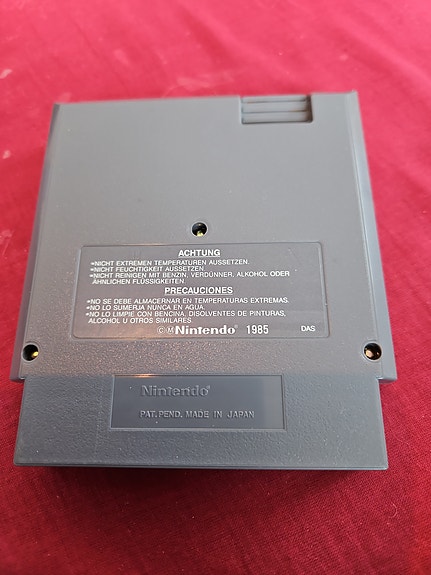 ACHTUNG
*NICHT EXTREMEN TEMPERATUREN AUSSETZEN.
*NICHT FEUCHTIGKEIT AUSSETZEN.
*NICHT REINIGEN MIT BENZIN, VERDÜNNER, ALKOHOL ODER
ÄHNLICHEN FLÜSSIGKEITEN.
PRECAUCIONES
*NO SE DEBE ALMACERNAR EN TEMPERATURAS EXTREMAS.
*NO LO SUMERJA NUNCA EN AGUA.
*NO LO LIMPIE CON BENCINA, DISOLVENTES DE PINTURAS,
ALCOHOL U OTROS SIMILARES.
©M Nintendo® 1985 DAS
Nintendo®
PAT. PEND. MADE IN JAPAN